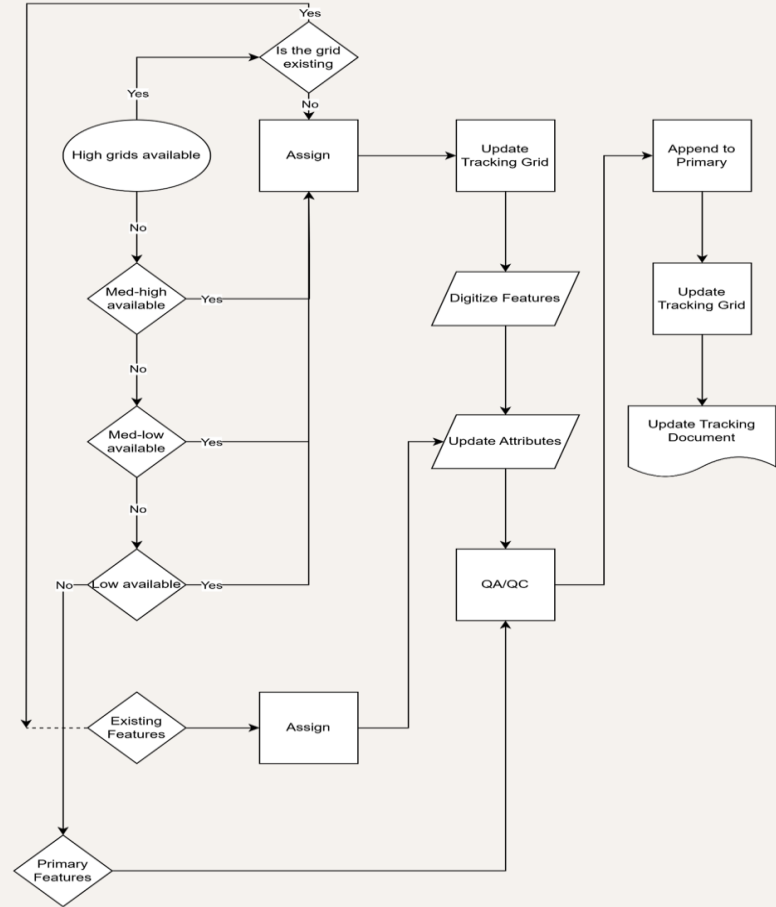 Yes
Is the grid
existing
No
Yes
High grids available
Assign
Update
Tracking Grid
Append to
Primary
No
Med-high
available
Yes
Digitize Features
Update
Tracking Grid
No
Med-low
available
Yes
Update Attributes
Update Tracking
Document
No
No
Low available
Yes
QA/QC
Existing
Features
Assign
Primary
Features